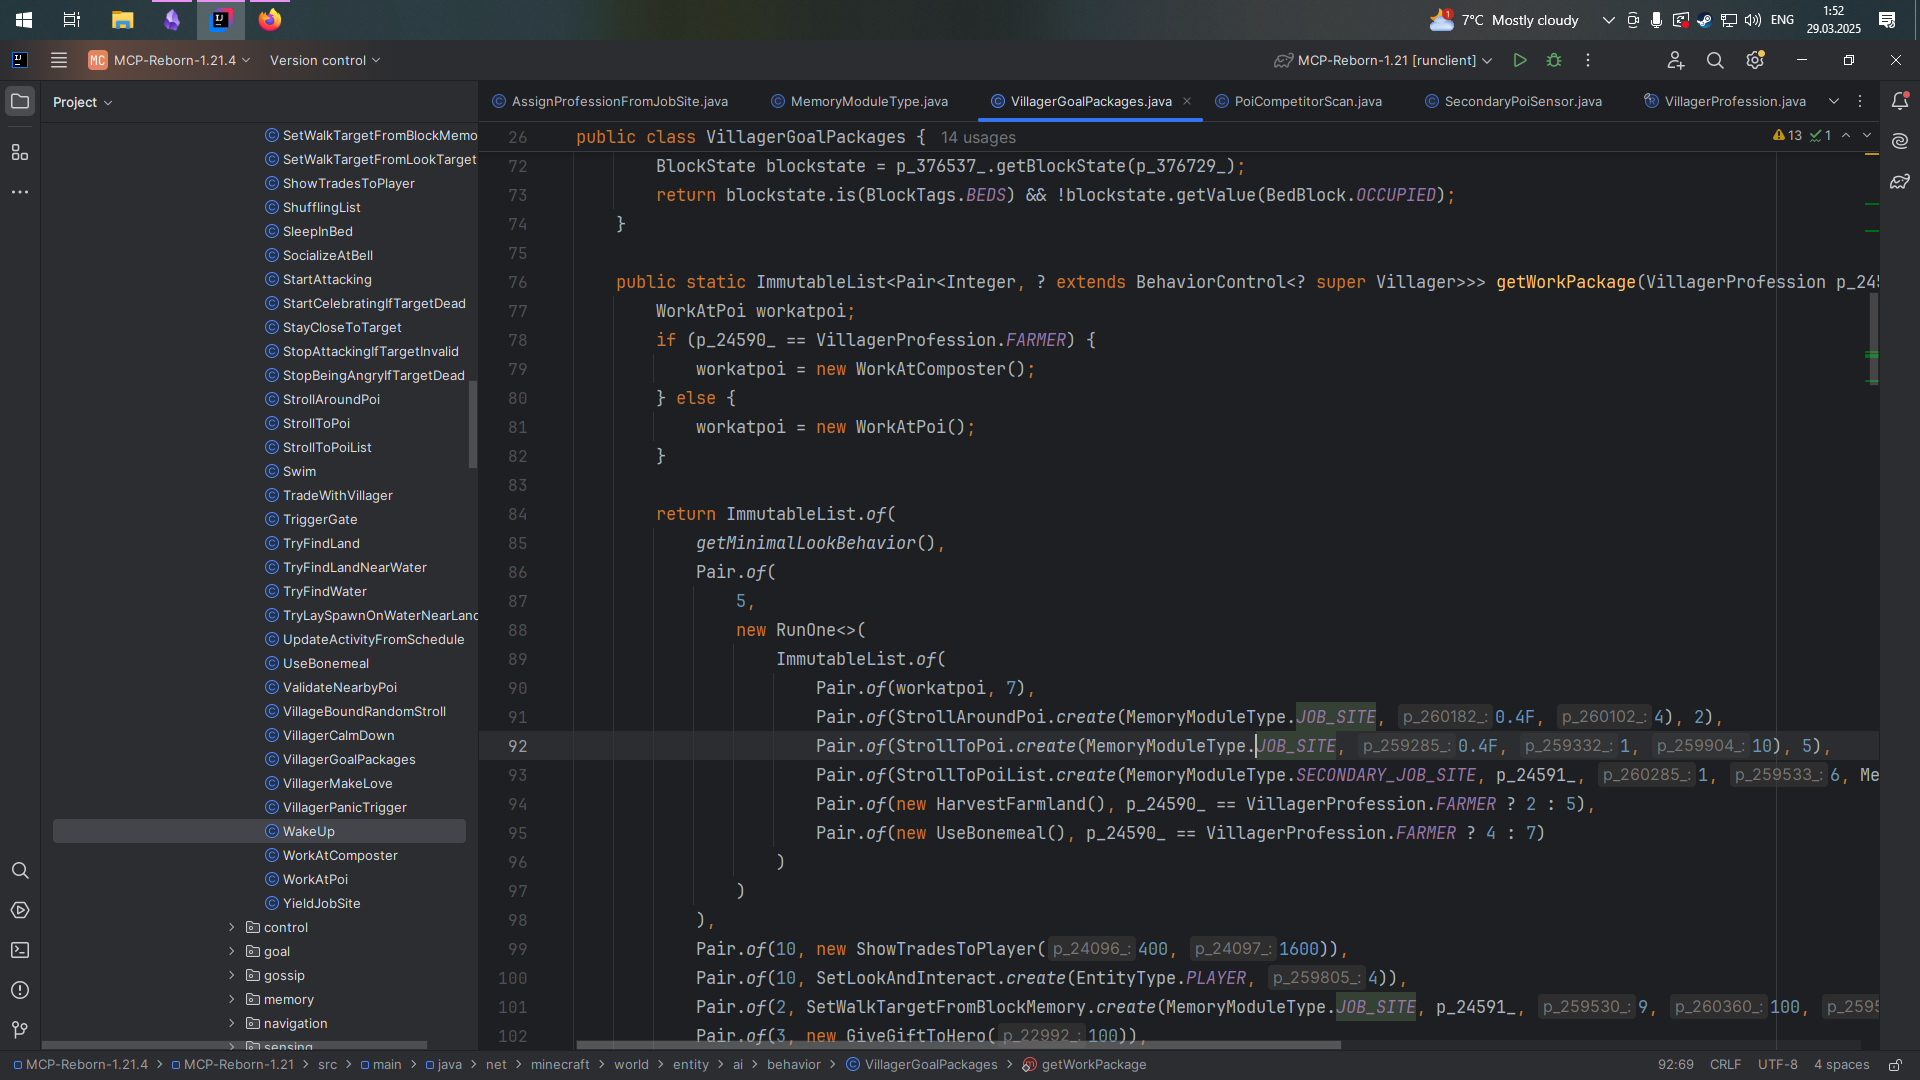 7°C Mostly cloudy
1
ENG
1:52
29.03.2025
MC MCP-Reborn-1.21.4
Version control
MCP-Reborn-1.21 [runclient]
Project
AssignProfessionFromJobSite.java
MemoryModuleType.java
VillagerGoalPackages.java
PoiCompetitorScan.java
SecondaryPoiSensor.java
VillagerProfession.java
SetWalkTargetFromBlockMemo
SetWalkTargetFromLookTarget
ShowTradesToPlayer
ShufflingList
SleepInBed
SocializeAtBell
StartAttacking
StartCelebratingIfTargetDead
StayCloseToTarget
StopAttackingIfTargetInvalid
StopBeingAngryIfTargetDead
StrollAroundPoi
StrollToPoi
StrollToPoiList
Swim
TradeWithVillager
TriggerGate
TryFindLand
TryFindLandNearWater
TryFindWater
TryLaySpawnOnWaterNearLand
UpdateActivityFromSchedule
UseBonemeal
ValidateNearbyPoi
VillageBoundRandomStroll
VillagerCalmDown
VillagerGoalPackages
VillagerMakeLove
VillagerPanicTrigger
WakeUp
WorkAtComposter
WorkAtPoi
YieldJobSite
control
goal
gossip
memory
navigation
sensing
26 public class VillagerGoalPackages { 14 usages
13 1
72 BlockState blockstate = p_376537_.getBlockState(p_376729_);
73 return blockstate.is(BlockTags.BEDS) && !blockstate.getValue(BedBlock.OCCUPIED);
74 }
75
76 public static ImmutableList<Pair<Integer, ? extends BehaviorControl<? super Villager>>> getWorkPackage(VillagerProfession p_245
77 WorkAtPoi workatpoi;
78 if (p_24590_ == VillagerProfession.FARMER) {
79 workatpoi = new WorkAtComposter();
80 } else {
81 workatpoi = new WorkAtPoi();
82 }
83
84 return ImmutableList.of(
85 getMinimalLookBehavior(),
86 Pair.of(
87 5,
88 new RunOne<>(
89 ImmutableList.of(
90 Pair.of(workatpoi, 7),
91 Pair.of(StrollAroundPoi.create(MemoryModuleType.JOB_SITE, p_260182_: 0.4F, p_260102_: 4), 2),
92 Pair.of(StrollToPoi.create(MemoryModuleType.JOB_SITE, p_259285_: 0.4F, p_259332_: 1, p_259904_: 10), 5),
93 Pair.of(StrollToPoiList.create(MemoryModuleType.SECONDARY_JOB_SITE, p_24591_, p_260285_: 1, p_259533_: 6, Me
94 Pair.of(new HarvestFarmland(), p_24590_ == VillagerProfession.FARMER ? 2 : 5),
95 Pair.of(new UseBonemeal(), p_24590_ == VillagerProfession.FARMER ? 4 : 7)
96 )
97 )
98 ),
99 Pair.of(10, new ShowTradesToPlayer( p_24096_: 400, p_24097_: 1600)),
100 Pair.of(10, SetLookAndInteract.create(EntityType.PLAYER, p_259805_: 4)),
101 Pair.of(2, SetWalkTargetFromBlockMemory.create(MemoryModuleType.JOB_SITE, p_24591_, p_259530_: 9, p_260360_: 100, p_259
102 Pair.of(3, new GiveGiftToHero( p_22992_: 100)),
MCP-Reborn-1.21.4 > MCP-Reborn-1.21 > src > main > java > net > minecraft > world > entity > ai > behavior > VillagerGoalPackages > getWorkPackage
92:69 CRLF UTF-8 4 spaces